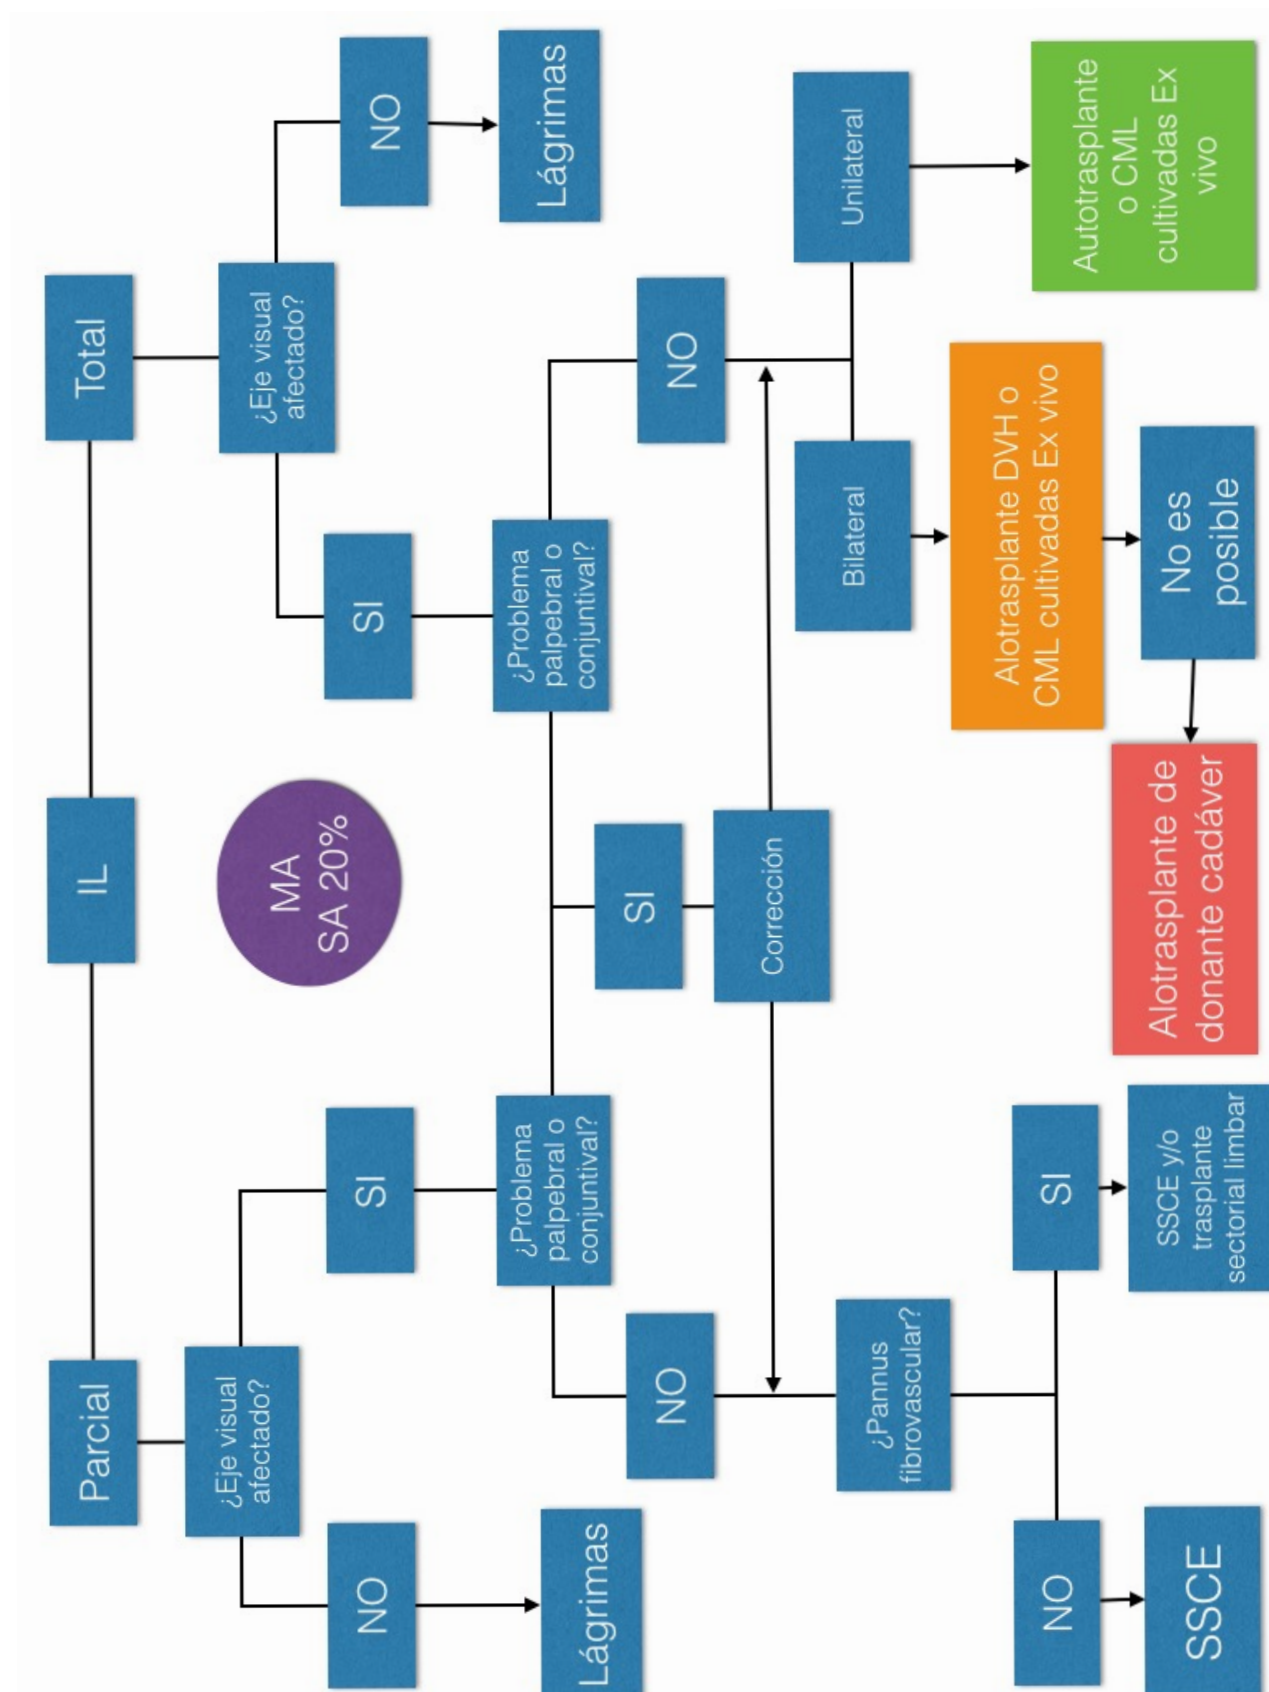 IL
Parcial
Total
¿Eje visual
afectado?
¿Eje visual
afectado?
MA
SA 20%
NO
SI
SI
NO
Lágrimas
¿Problema
palpebral o
conjuntival?
¿Problema
palpebral o
conjuntival?
Lágrimas
NO
SI
NO
Corrección
¿Pannus
fibrovascular?
Bilateral
Unilateral
NO
SI
Alotrasplante DVH o
CML cultivadas Ex vivo
Autotrasplante
o CML
cultivadas Ex
vivo
SSCE
SSCE y/o
trasplante
sectorial limbar
Alotrasplante de
donante cadáver
No es
posible